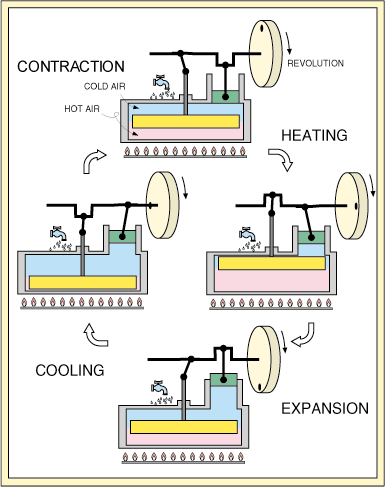 CONTRACTION
REVOLUTION
COLD AIR
HOT AIR
HEATING
COOLING
EXPANSION